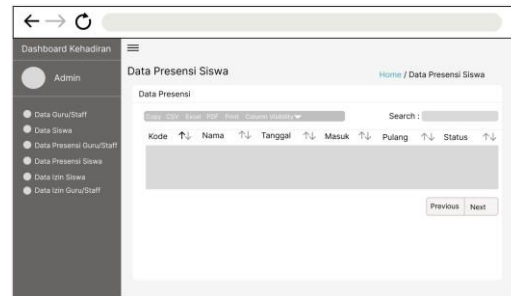 Dashboard Kehadiran
Admin
Data Guru/Staff
Data Siswa
Data Presensi Guru/Staff
Data Presensi Siswa
Data Izin Siswa
Data Izin Guru/Staff
Data Presensi Siswa
Home / Data Presensi Siswa
Data Presensi
Copy CSV Excel PDF Print Column Visibility
Search :
Kode Nama Tanggal Masuk Pulang Status
Previous Next